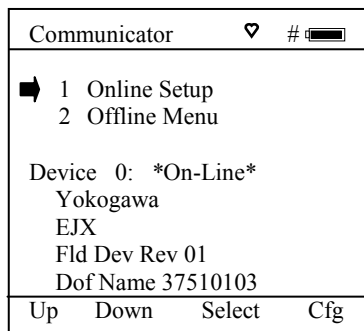 Communicator ♡ #
1 Online Setup
2 Offline Menu
Device 0: *On-Line*
Yokogawa
EJX
Fld Dev Rev 01
Dof Name 37510103
Up Down Select Cfg